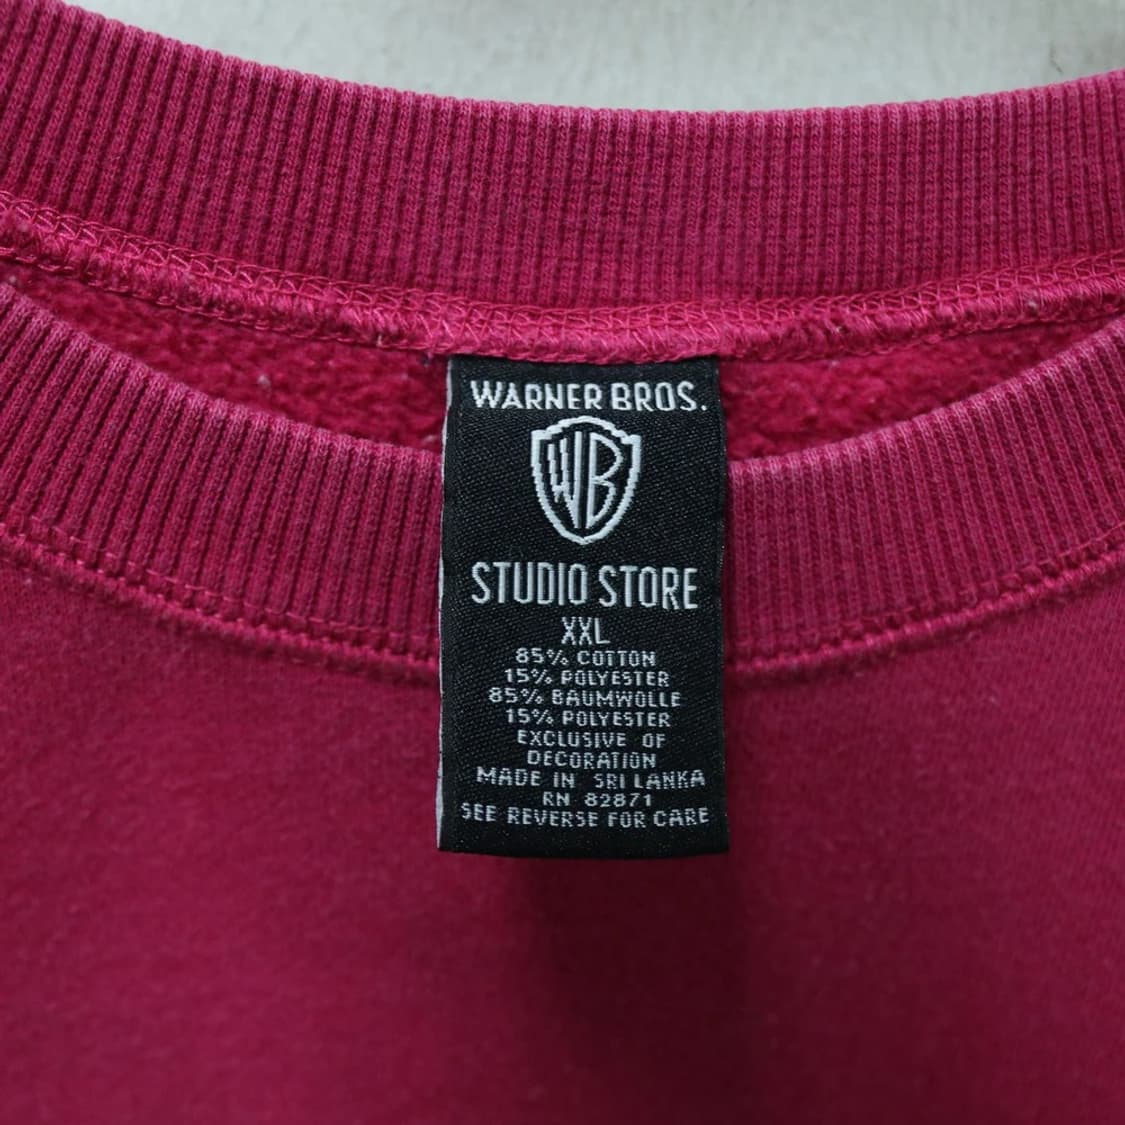 WARNER BROS.
WB
STUDIO STORE
XXL
85% COTTON
15% POLYESTER
85% BAUMWOLLE
15% POLYESTER
EXCLUSIVE OF
DECORATION
MADE IN SRI LANKA
RN 82871
SEE REVERSE FOR CARE